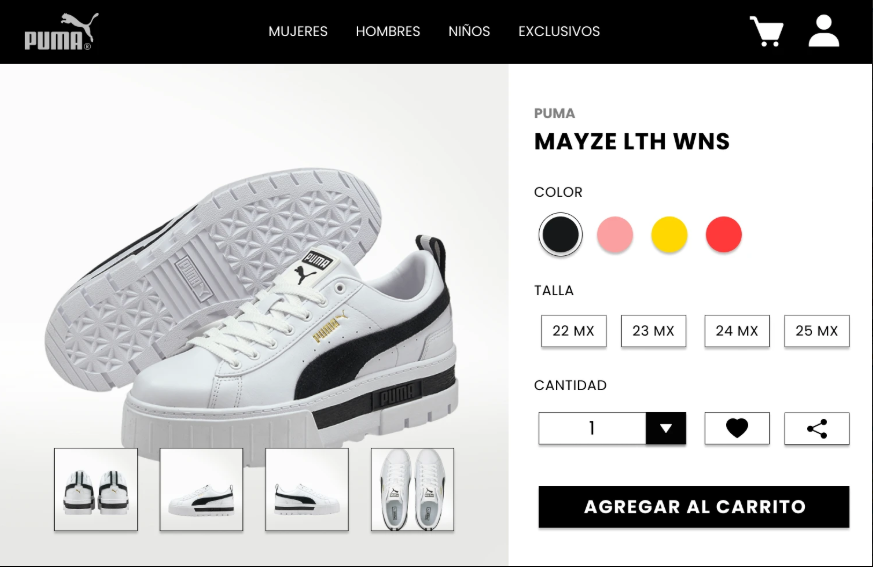 PUMA®
MUJERES HOMBRES NIÑOS EXCLUSIVOS
PUMA
MAYZE LTH WNS
COLOR
TALLA
22 MX 23 MX 24 MX 25 MX
CANTIDAD
1
AGREGAR AL CARRITO
PUMA
PUMA
PUMA